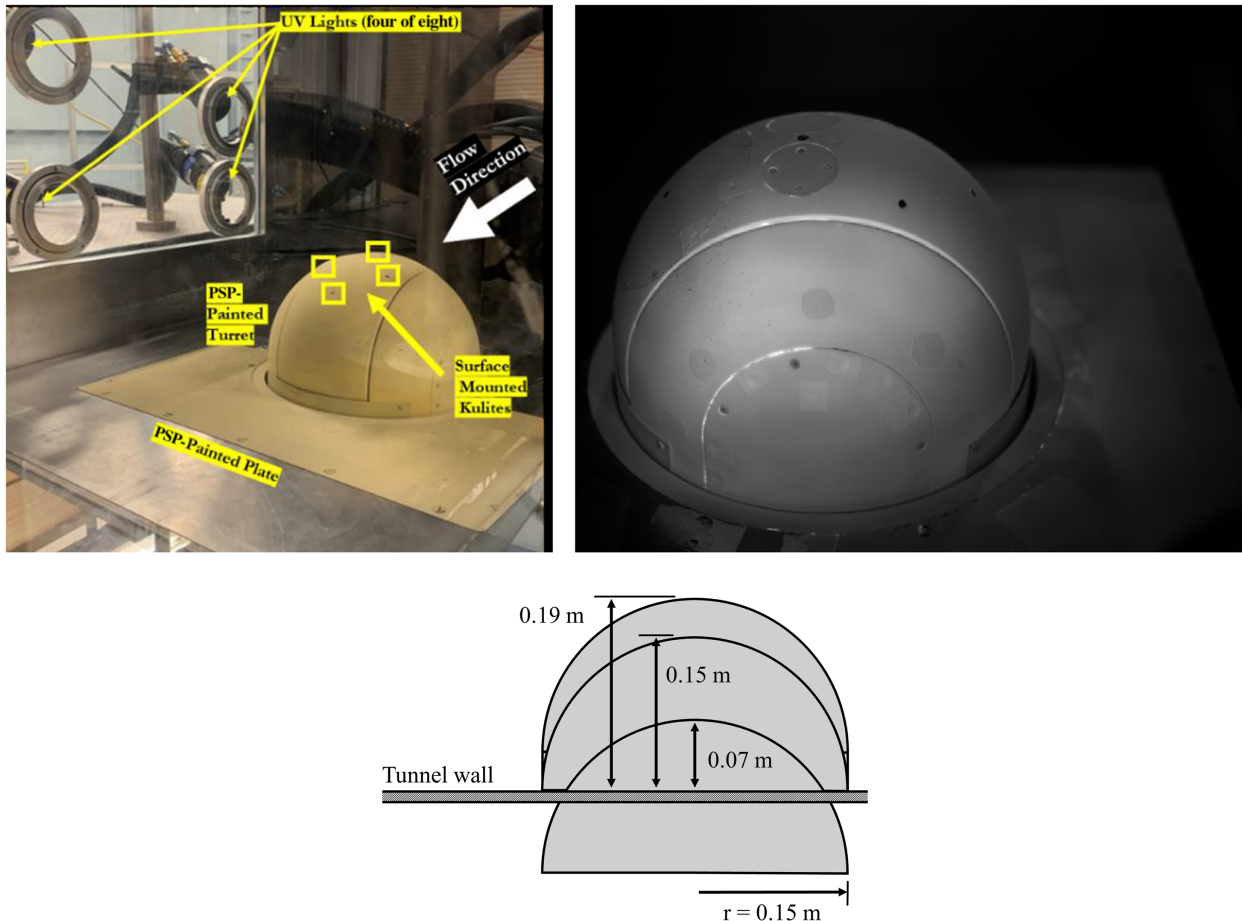 UV Lights (four of eight)
Flow
Direction
PSP-
Painted
Turret
Surface
Mounted
Kulites
PSP-Painted Plate
0.19 m
0.15 m
0.07 m
Tunnel wall
r = 0.15 m